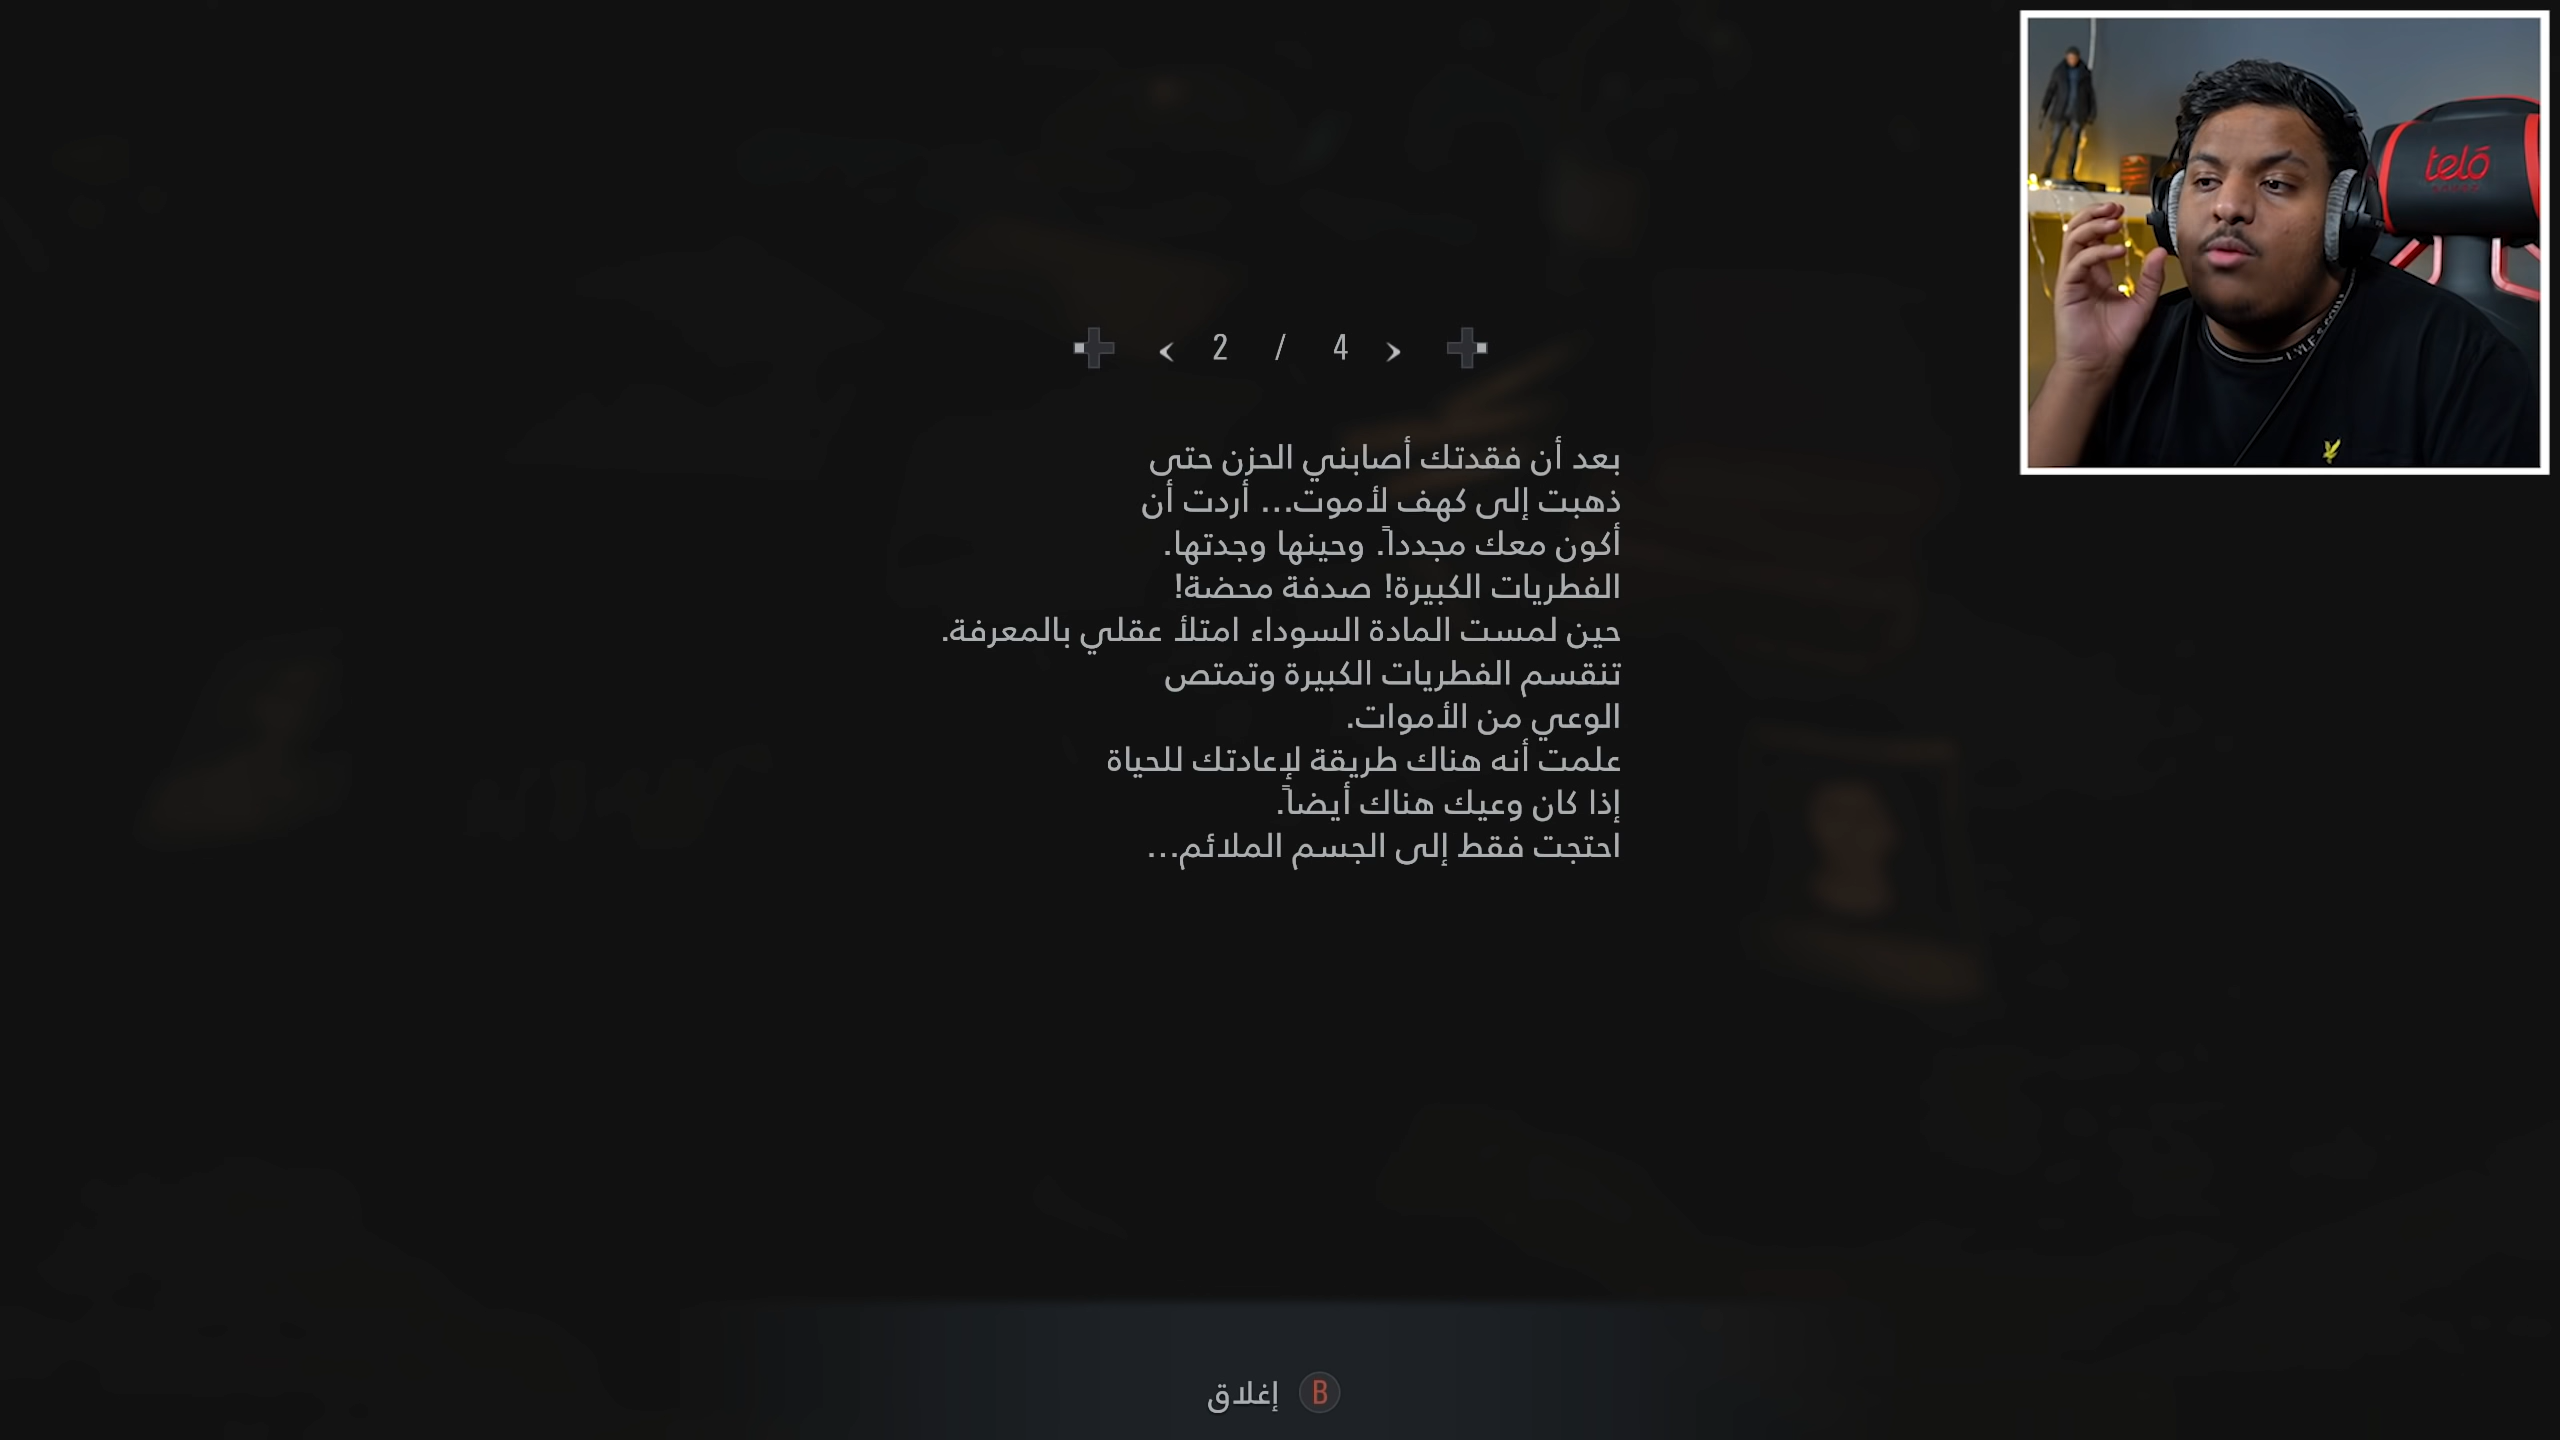 2 / 4
بعد أن فقدتك أصابني الحزن حتى
ذهبت إلى كهف لأموت... أردت أن
أكون معك مجدداً. وحينها وجدتها.
الفطريات الكبيرة! صدفة محضة!
حين لمست المادة السوداء امتلأ عقلي بالمعرفة.
تنقسم الفطريات الكبيرة وتمتص
الوعي من الأموات.
علمت أنه هناك طريقة لإعادتك للحياة
إذا كان وعيك هناك أيضاً.
احتجت فقط إلى الجسم الملائم...
B إغلاق
teló